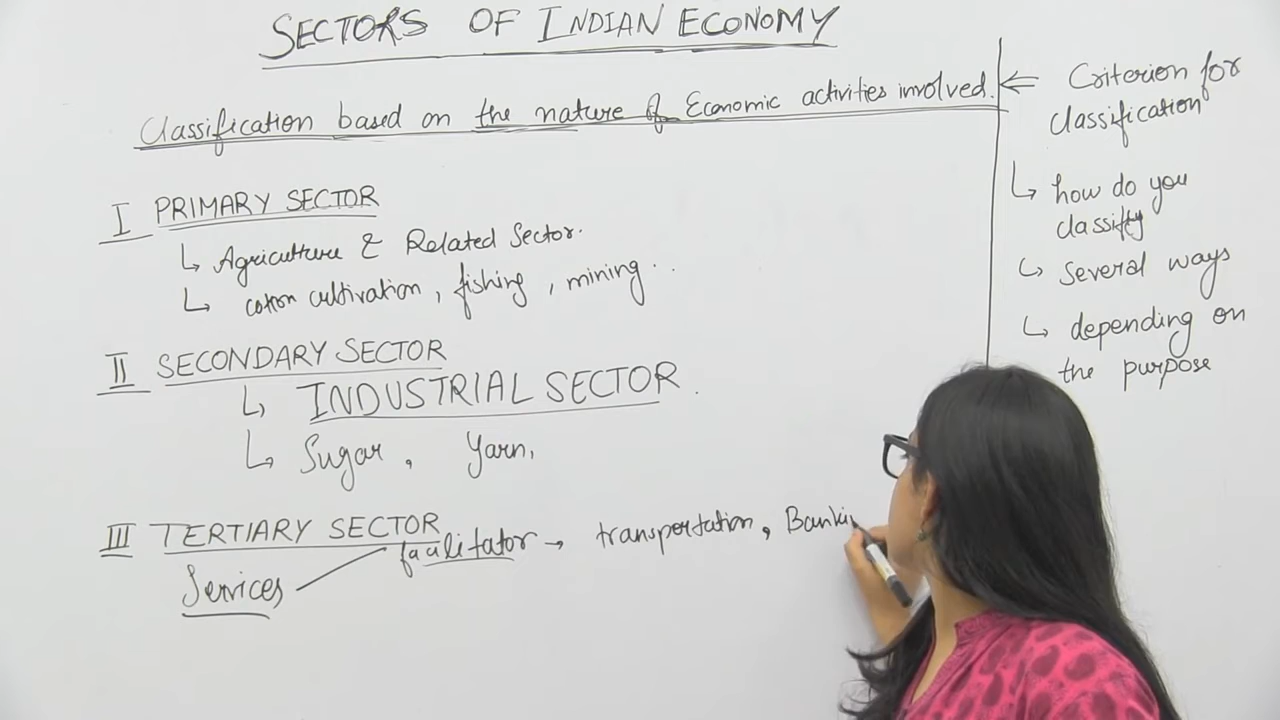 SECTORS OF INDIAN ECONOMY
Classification based on the nature of Economic activities involved.
I PRIMARY SECTOR
↳ Agriculture & Related Sector.
↳ cotton cultivation, fishing, mining..
II SECONDARY SECTOR
↳ INDUSTRIAL SECTOR.
↳ Sugar, Yarn,
III TERTIARY SECTOR
facilitator → transportation, Banki
Services
⇐ Criterion for
classification
↳ how do you
classify
↳ several ways
↳ depending on
the purpose